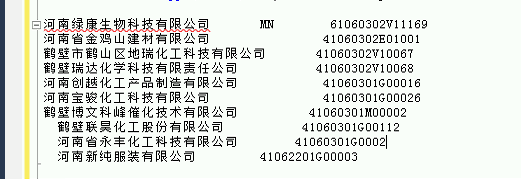 河南绿康生物科技有限公司 MN 61060302V11169
河南省金鸡山建材有限公司 41060302E01001
鹤壁市鹤山区地瑞化工科技有限公司 41060302V10067
鹤壁瑞达化学科技有限责任公司 41060302V10068
河南创越化工产品制造有限公司 41060301G00016
河南宝骏化工科技有限公司 41060301G00026
鹤壁博文科峰催化技术有限公司 41060301M00002
鹤壁联昊化工股份有限公司 41060301G00112
河南省永丰化工科技有限公司 41060301G0002
河南新纯服装有限公司 41062201G00003